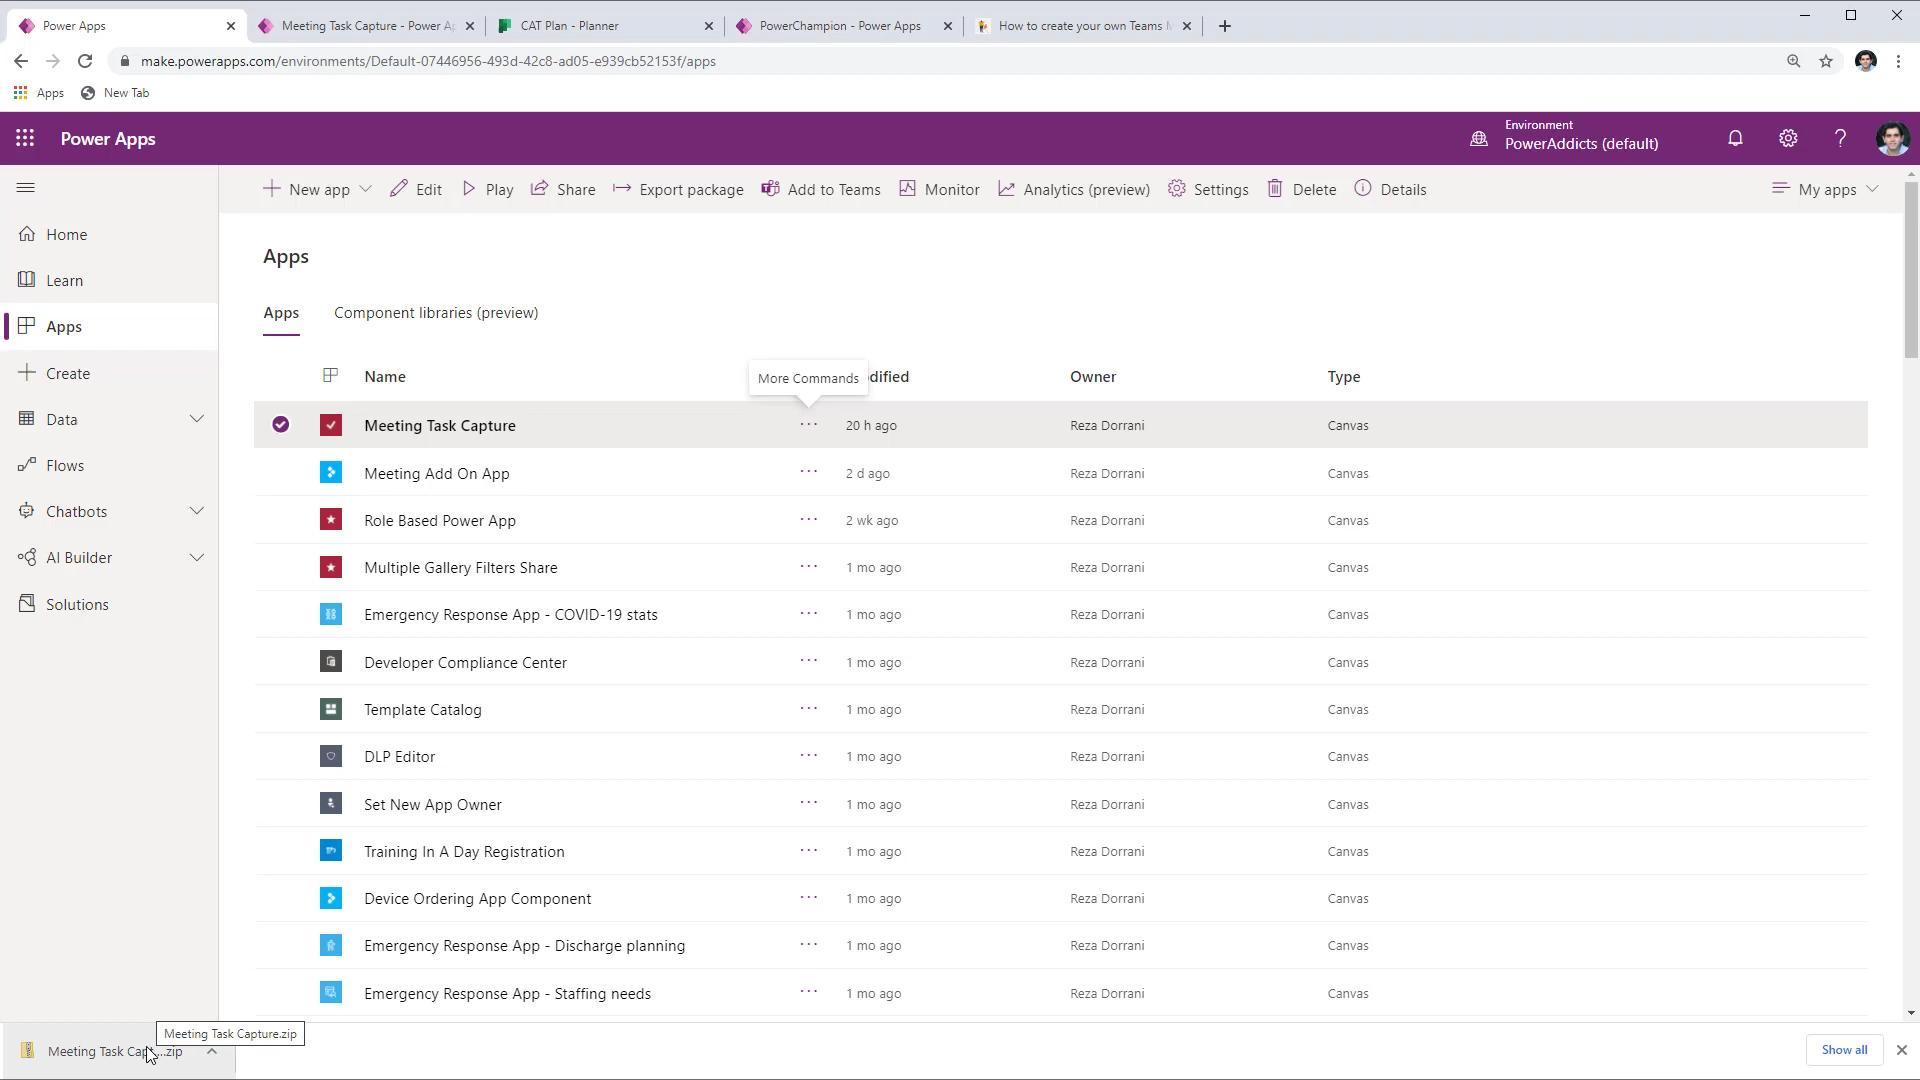 Power Apps
Meeting Task Capture - Power Ap
CAT Plan - Planner
PowerChampion - Power Apps
How to create your own Teams M
make.powerapps.com/environments/Default-07446956-493d-42c8-ad05-e939cb52153f/apps
Apps
New Tab
Power Apps
Environment
PowerAddicts (default)
New app
Edit
Play
Share
Export package
Add to Teams
Monitor
Analytics (preview)
Settings
Delete
Details
My apps
Home
Learn
Apps
Create
Data
Flows
Chatbots
AI Builder
Solutions
Apps
Apps
Component libraries (preview)
Name
More Commands
dified
Owner
Type
Meeting Task Capture
20 h ago
Reza Dorrani
Canvas
Meeting Add On App
2 d ago
Reza Dorrani
Canvas
Role Based Power App
2 wk ago
Reza Dorrani
Canvas
Multiple Gallery Filters Share
1 mo ago
Reza Dorrani
Canvas
Emergency Response App - COVID-19 stats
1 mo ago
Reza Dorrani
Canvas
Developer Compliance Center
1 mo ago
Reza Dorrani
Canvas
Template Catalog
1 mo ago
Reza Dorrani
Canvas
DLP Editor
1 mo ago
Reza Dorrani
Canvas
Set New App Owner
1 mo ago
Reza Dorrani
Canvas
Training In A Day Registration
1 mo ago
Reza Dorrani
Canvas
Device Ordering App Component
1 mo ago
Reza Dorrani
Canvas
Emergency Response App - Discharge planning
1 mo ago
Reza Dorrani
Canvas
Emergency Response App - Staffing needs
1 mo ago
Reza Dorrani
Canvas
Meeting Task Capture.zip
Meeting Task Capt...zip
Show all